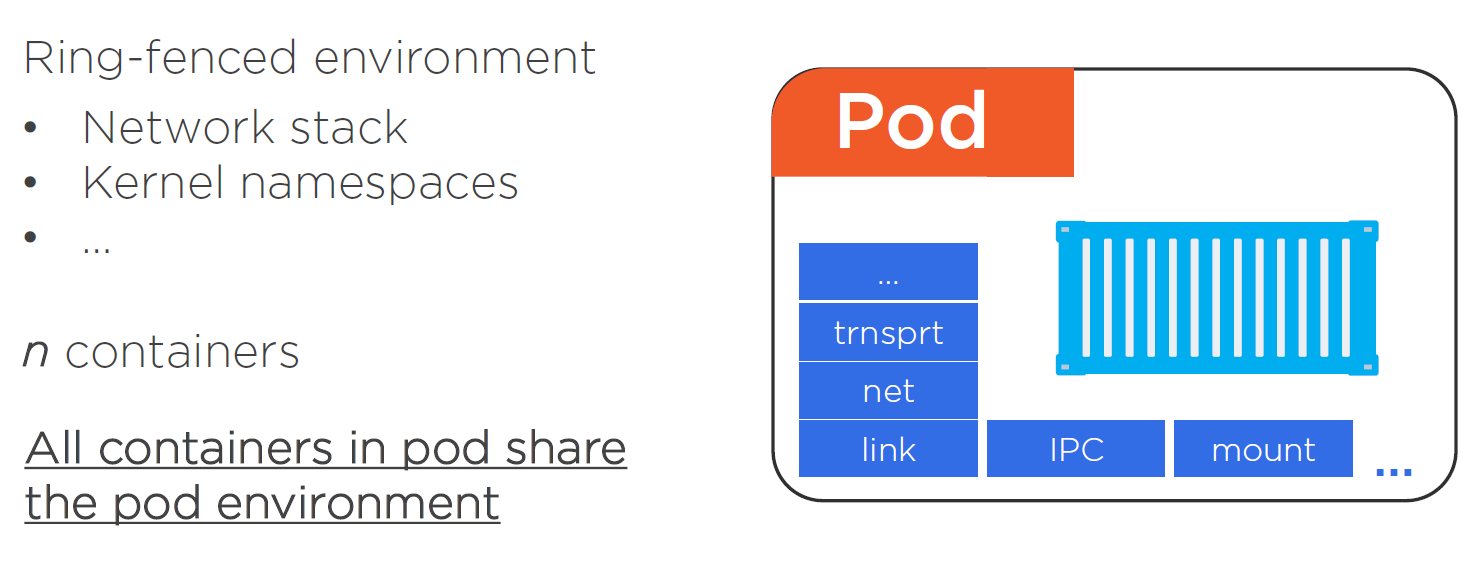 Ring-fenced environment
• Network stack
• Kernel namespaces
• ...
n containers
All containers in pod share
the pod environment
Pod
...
trnsprt
net
link
IPC
mount
...